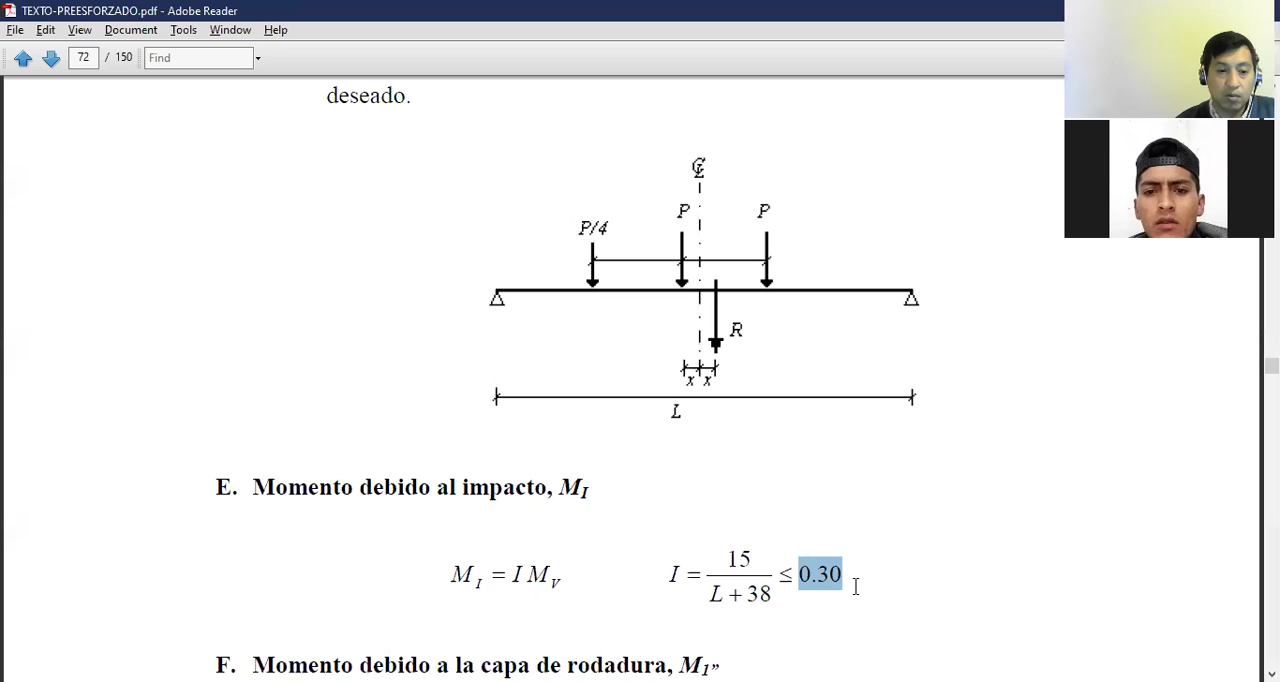 TEXTO-PREESFORZADO.pdf - Adobe Reader
File Edit View Document Tools Window Help
72 / 150 Find
deseado.
℄
P/4 P P
R
x x
L
E. Momento debido al impacto, M_I
M_I = I M_V I = 15 / (L + 38) ≤ 0.30
F. Momento debido a la capa de rodadura, M_1"